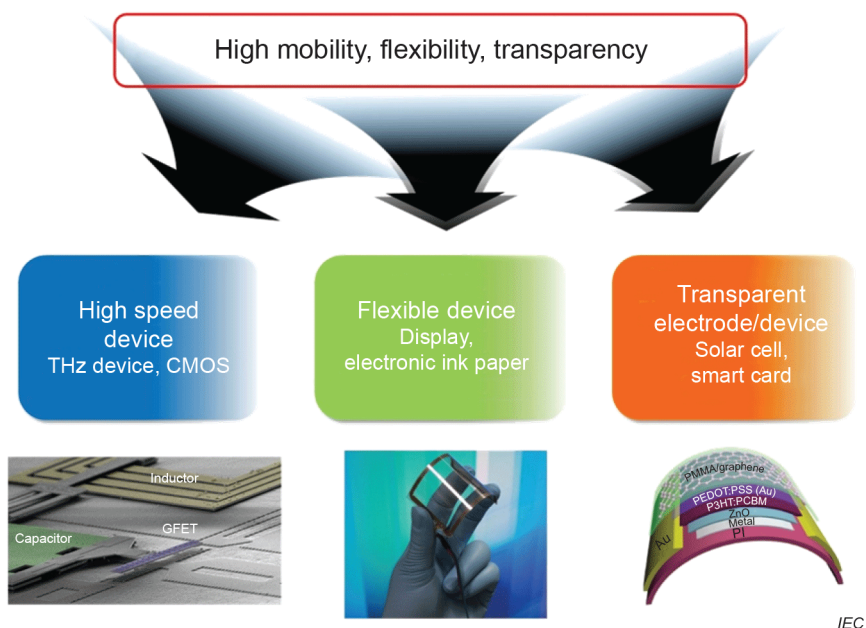 High mobility, flexibility, transparency
High speed
device
THz device, CMOS
Flexible device
Display,
electronic ink paper
Transparent
electrode/device
Solar cell,
smart card
Inductor
GFET
Capacitor
PMMA/graphene
PEDOT:PSS (Au)
P3HT:PCBM
ZnO
Metal
PI
Au
IEC